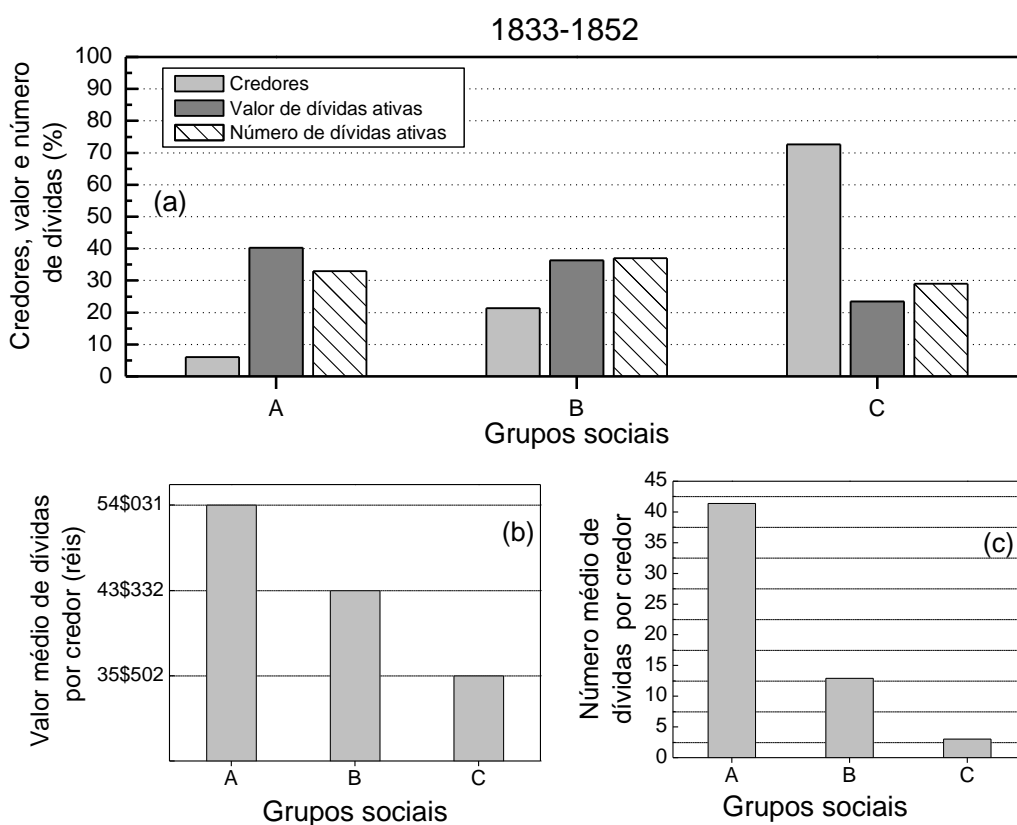 1833-1852
Credores, valor e número
de dívidas (%)
100
90
80
70
60
50
40
30
20
10
0
Credores
Valor de dívidas ativas
Número de dívidas ativas
(a)
A
B
C
Grupos sociais
Valor médio de dívidas
por credor (réis)
54$031
43$332
35$502
(b)
A
B
C
Grupos sociais
Número médio de
dívidas por credor
45
40
35
30
25
20
15
10
5
0
(c)
A
B
C
Grupos sociais